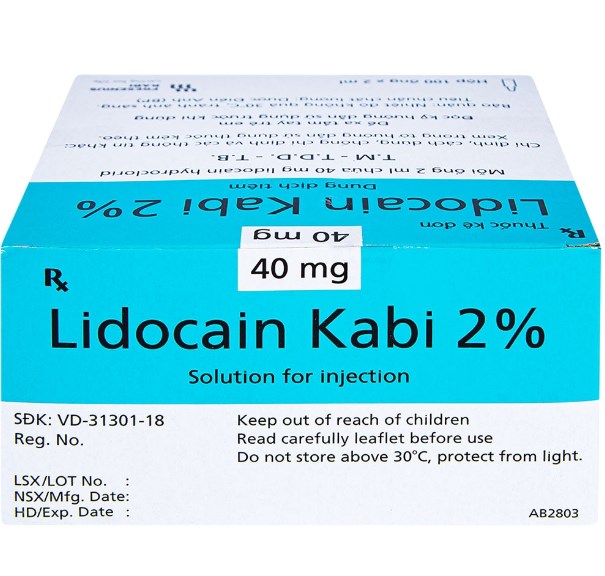 Hộp 100 ống x 2 ml
FRESENIUS
KABI
Bảo quản: Nhiệt độ không quá 30°C, tránh ánh sáng
Tiêu chuẩn chất lượng: Dược Điển Anh (BP)
Đọc kỹ hướng dẫn sử dụng trước khi dùng
Để xa tầm tay trẻ em
Xem trong tờ hướng dẫn sử dụng thuốc kèm theo.
Chỉ định, cách dùng, chống chỉ định và các thông tin khác:
T.M - T.D.D. - T.B.
Mỗi ống 2 ml chứa 40 mg lidocain hydroclorid
Dung dịch tiêm
Lidocain Kabi 2%
Rx Thuốc kê đơn
40 mg
40 mg
Rx
Lidocain Kabi 2%
Solution for injection
SĐK: VD-31301-18
Reg. No.
Keep out of reach of children
Read carefully leaflet before use
Do not store above 30°C, protect from light.
LSX/LOT No. :
NSX/Mfg. Date:
HD/Exp. Date :
AB2803